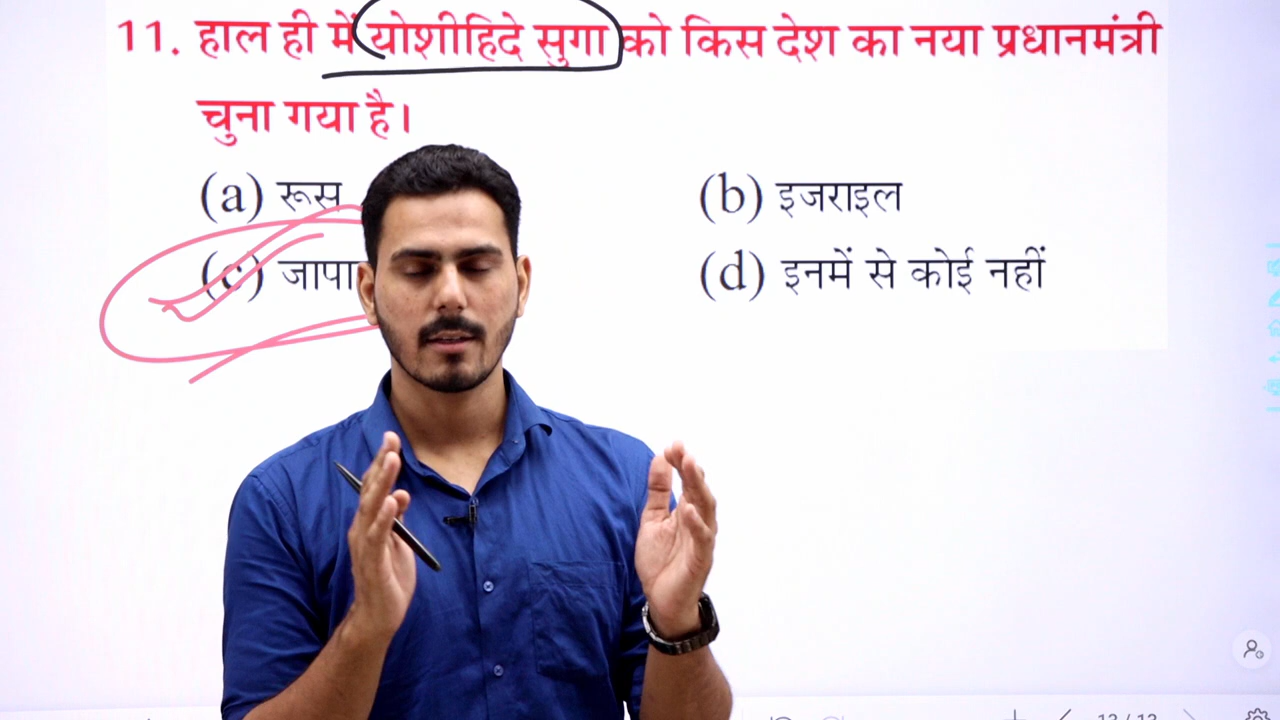 11. हाल ही में योशीहिदे सुगा को किस देश का नया प्रधानमंत्री
चुना गया है।
(a) रूस
(b) इजराइल
(c) जापा
(d) इनमें से कोई नहीं